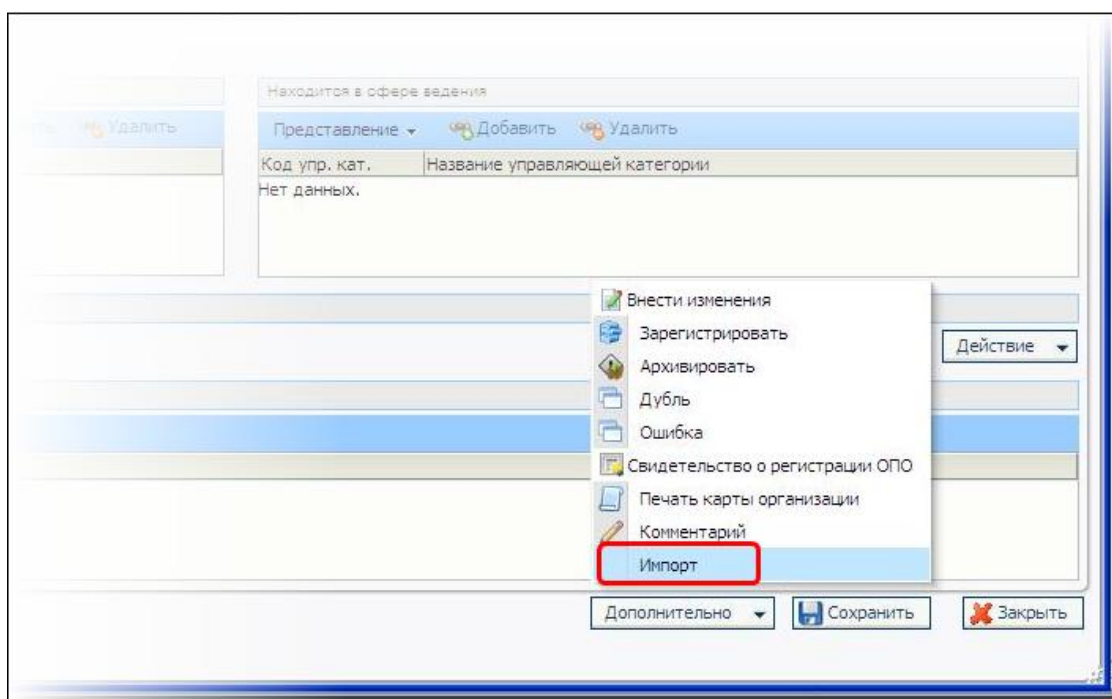 Находится в сфере ведения
Удалить
Представление
Добавить
Удалить
Код упр. кат.
Название управляющей категории
Нет данных.
Внести изменения
Зарегистрировать
Действие
Архивировать
Дубль
Ошибка
Свидетельство о регистрации ОПО
Печать карты организации
Комментарий
Импорт
Дополнительно
Сохранить
Закрыть